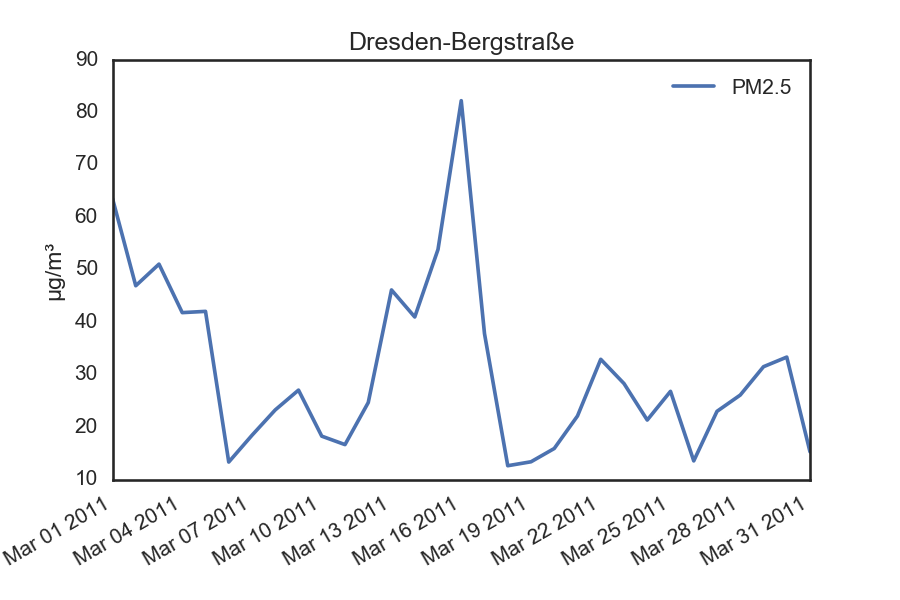 Dresden-Bergstraße
90
80
70
60
50
40
30
20
10
µg/m³
PM2.5
Mar 01 2011
Mar 04 2011
Mar 07 2011
Mar 10 2011
Mar 13 2011
Mar 16 2011
Mar 19 2011
Mar 22 2011
Mar 25 2011
Mar 28 2011
Mar 31 2011